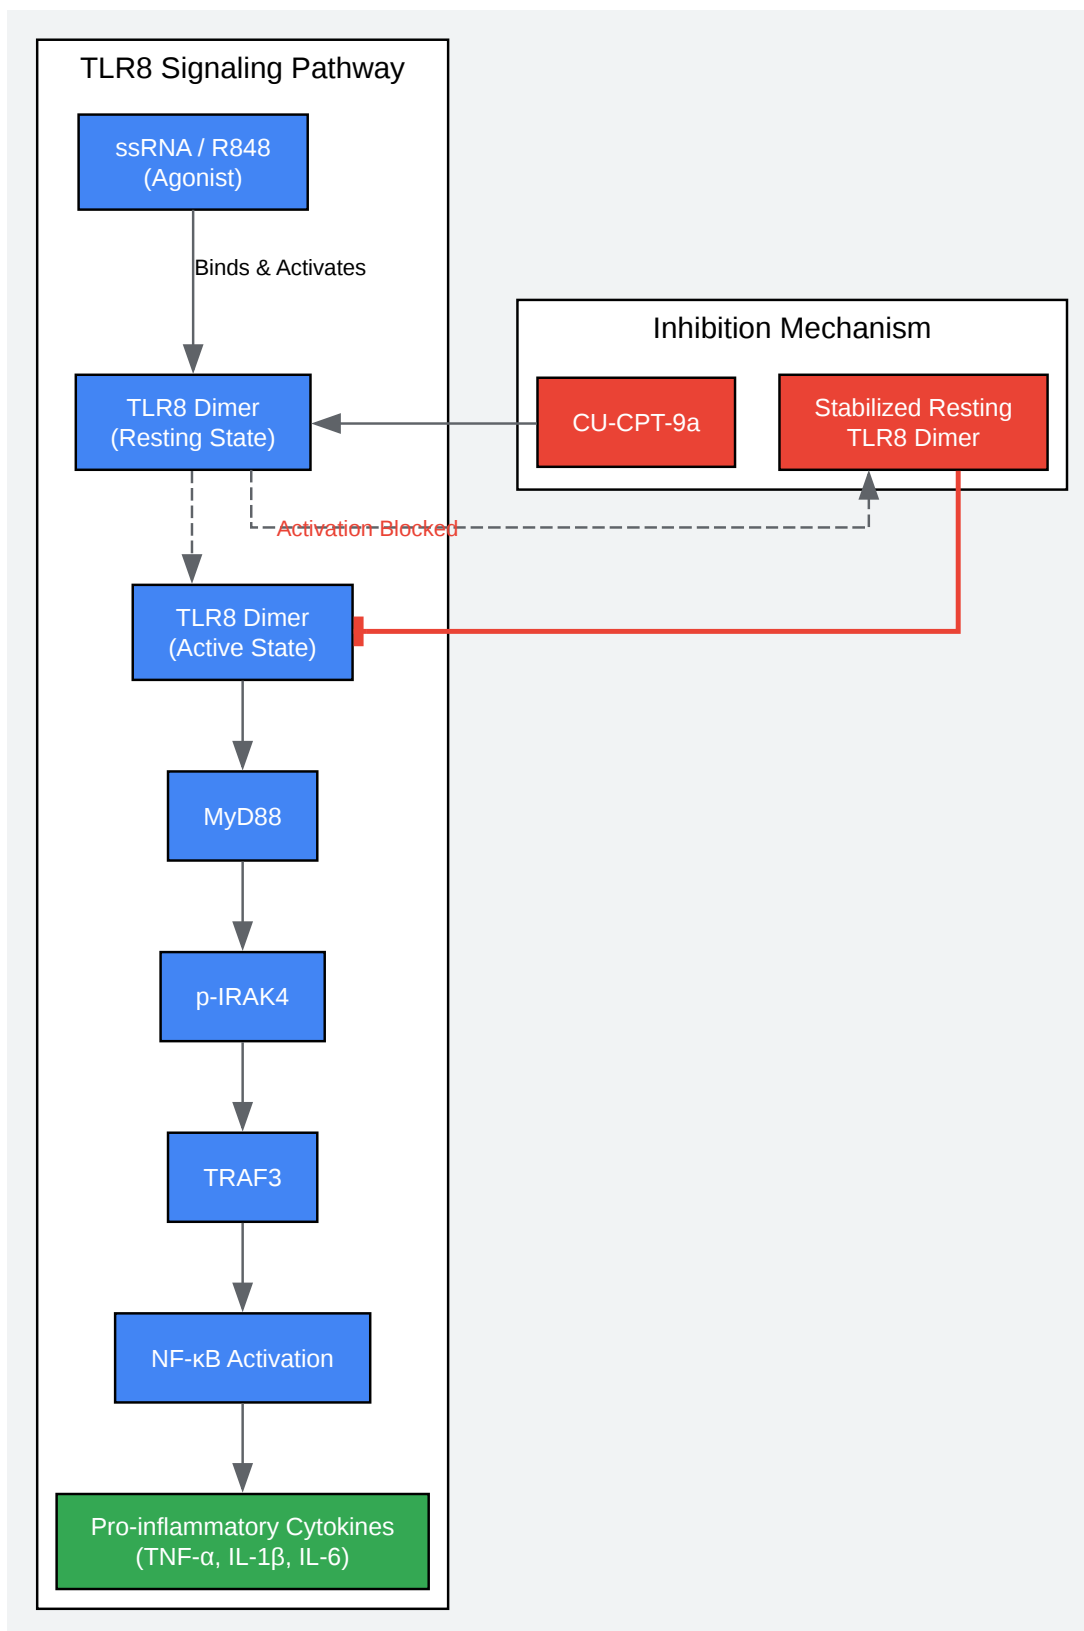 TLR8 Signaling Pathway
ssRNA / R848
(Agonist)
Binds & Activates
Inhibition Mechanism
TLR8 Dimer
(Resting State)
CU-CPT-9a
Stabilized Resting
TLR8 Dimer
Activation Blocked
TLR8 Dimer
(Active State)
MyD88
p-IRAK4
TRAF3
NF-κB Activation
Pro-inflammatory Cytokines
(TNF-α, IL-1β, IL-6)